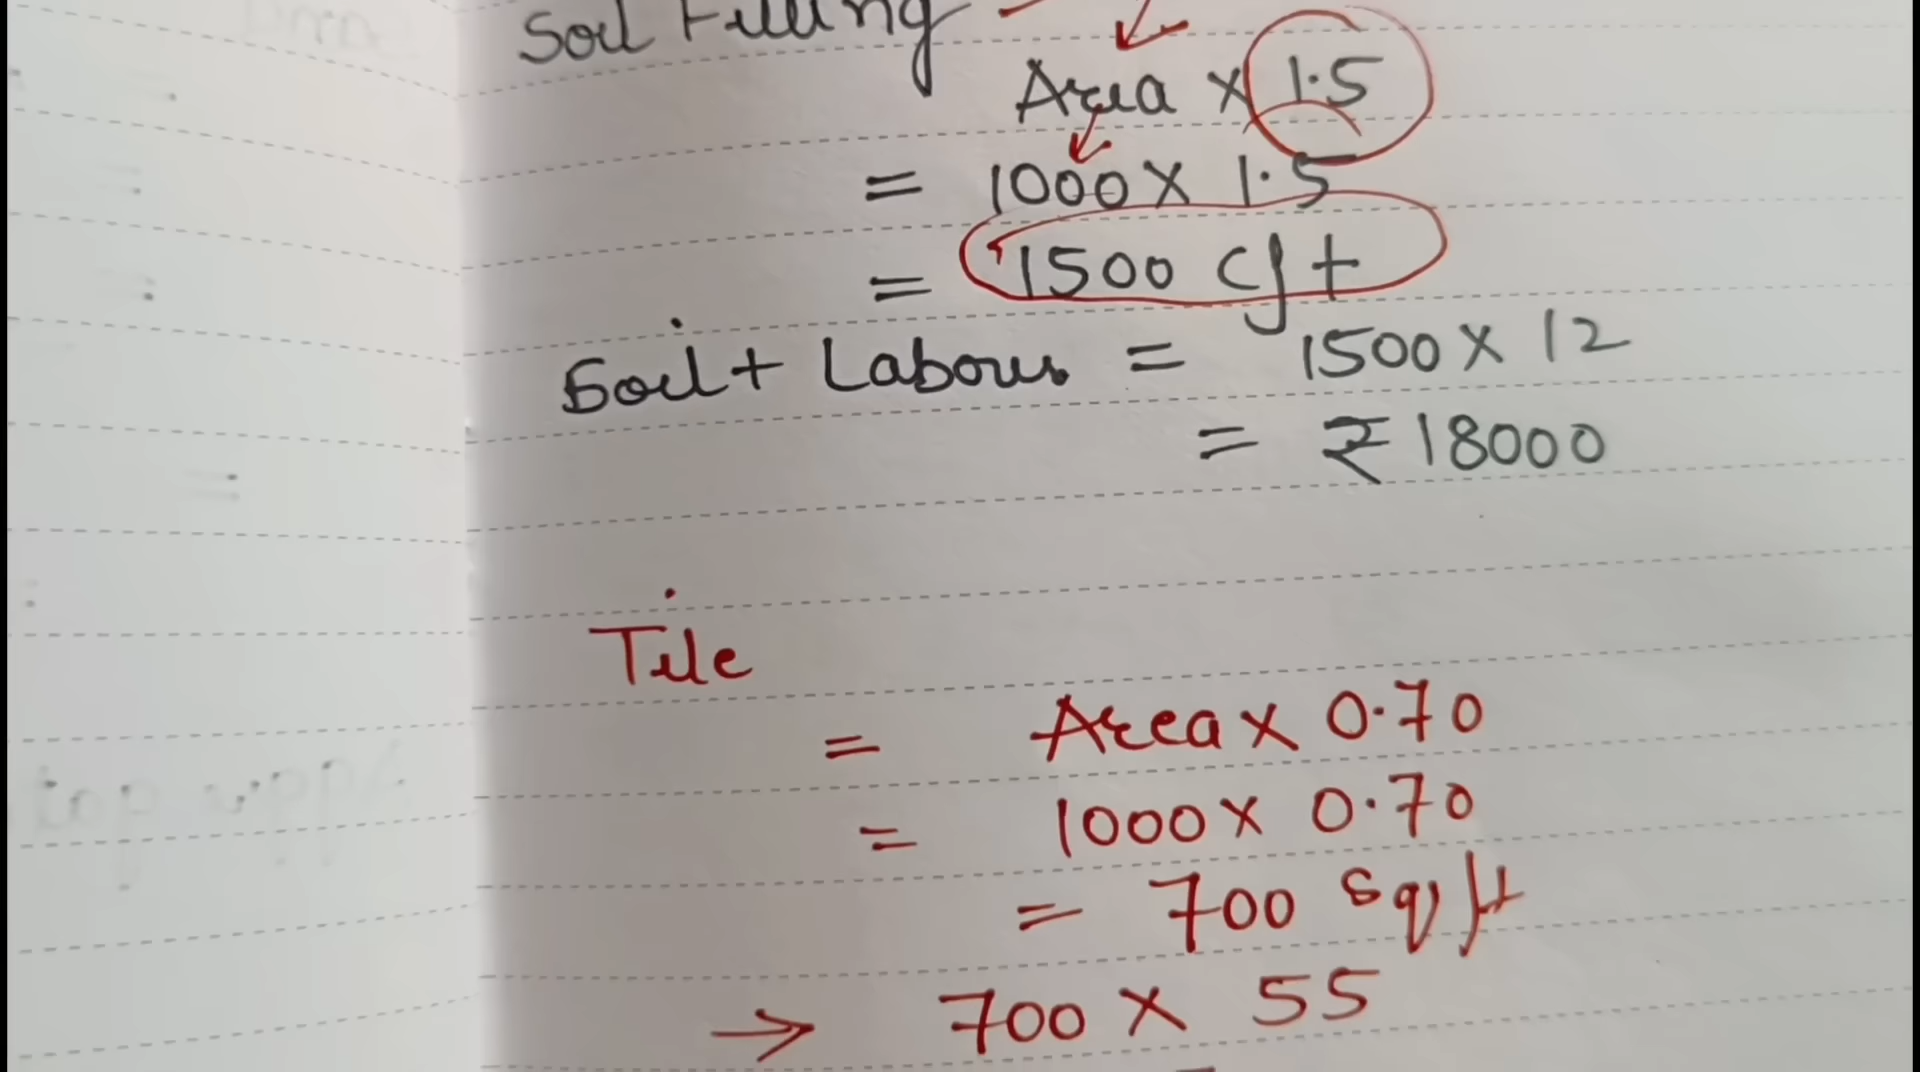 Soil Filling -
Area × 1.5
= 1000 × 1.5
= 1500 Cft
Soil + Labour = 1500 × 12
= ₹ 18000
Tile
= Area × 0.70
= 1000 × 0.70
= 700 sqft
→ 700 × 55